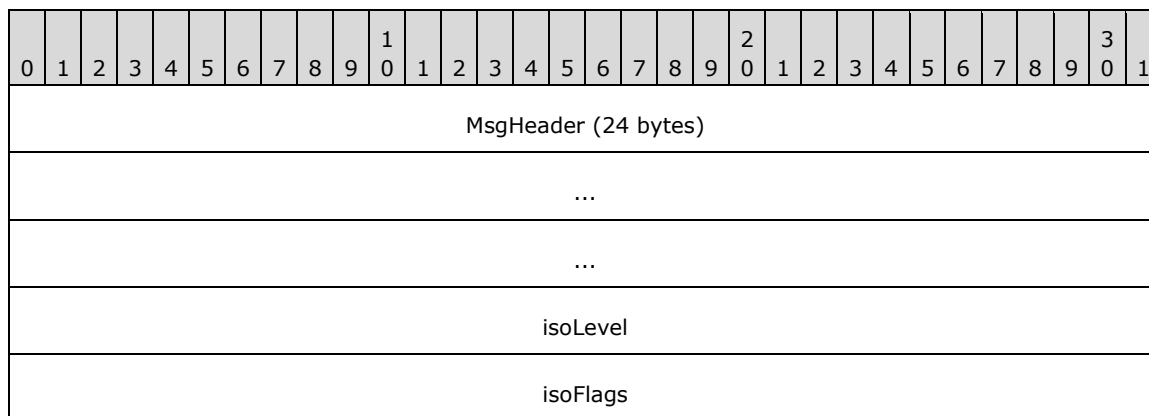 1 2 3
0 1 2 3 4 5 6 7 8 9 0 1 2 3 4 5 6 7 8 9 0 1 2 3 4 5 6 7 8 9 0 1
MsgHeader (24 bytes)
...
...
isoLevel
isoFlags